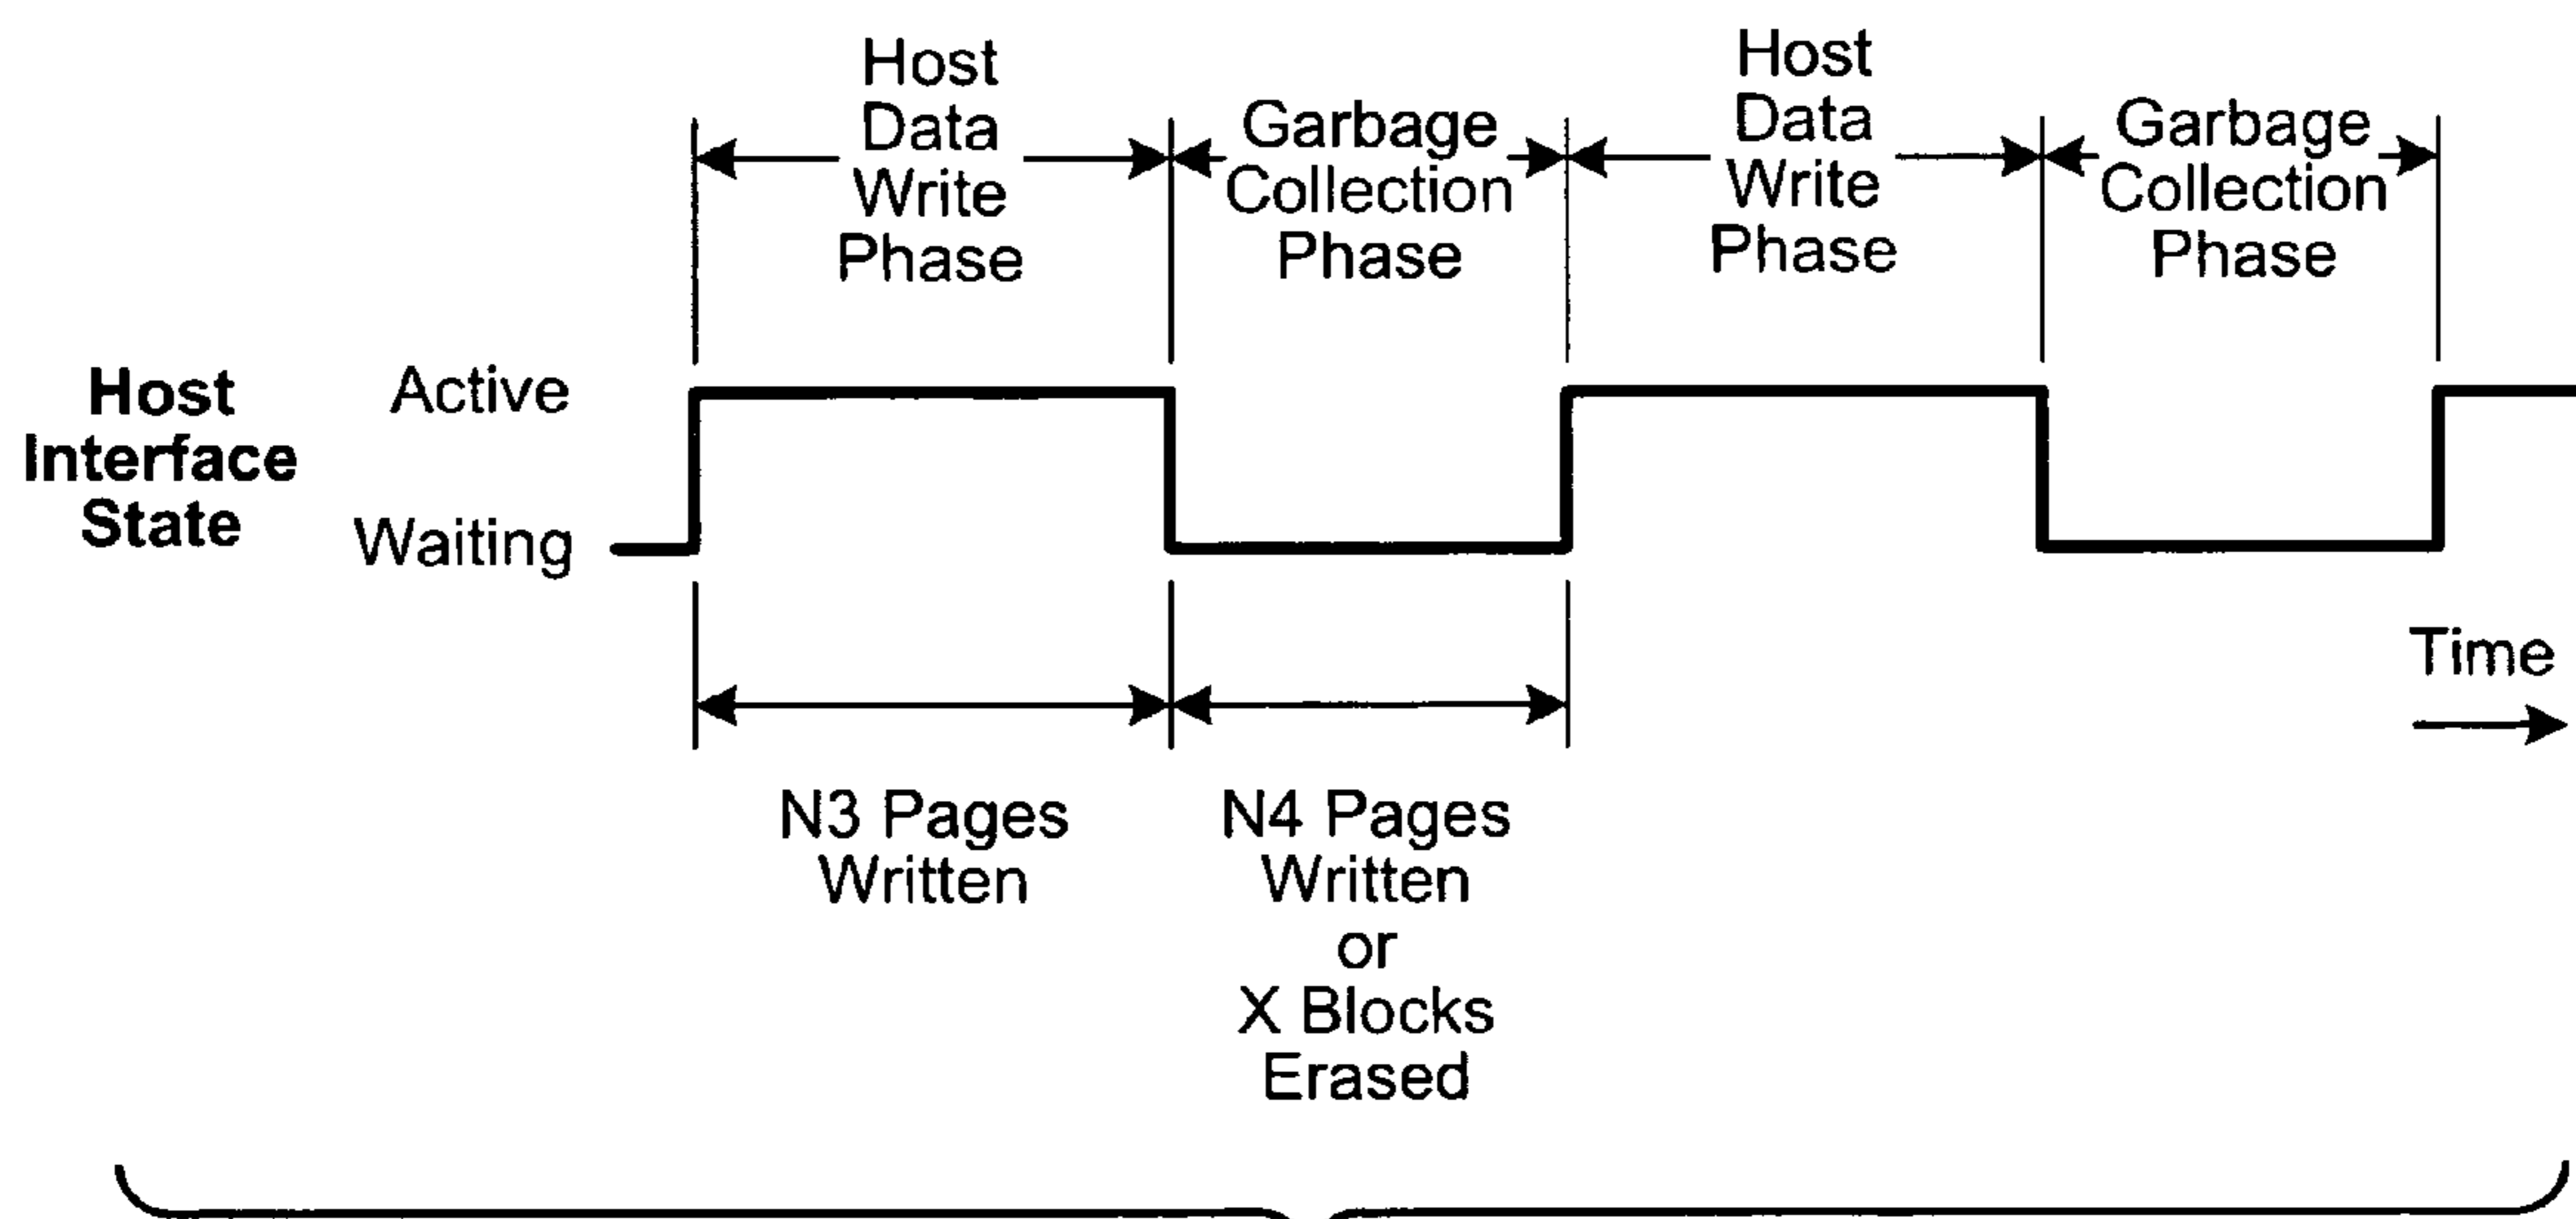 Host
Data
Write
Phase
Garbage
Collection
Phase
Host
Data
Write
Phase
Garbage
Collection
Phase
Host
Interface
State
Active
Waiting
Time
N3 Pages
Written
N4 Pages
Written
or
X Blocks
Erased